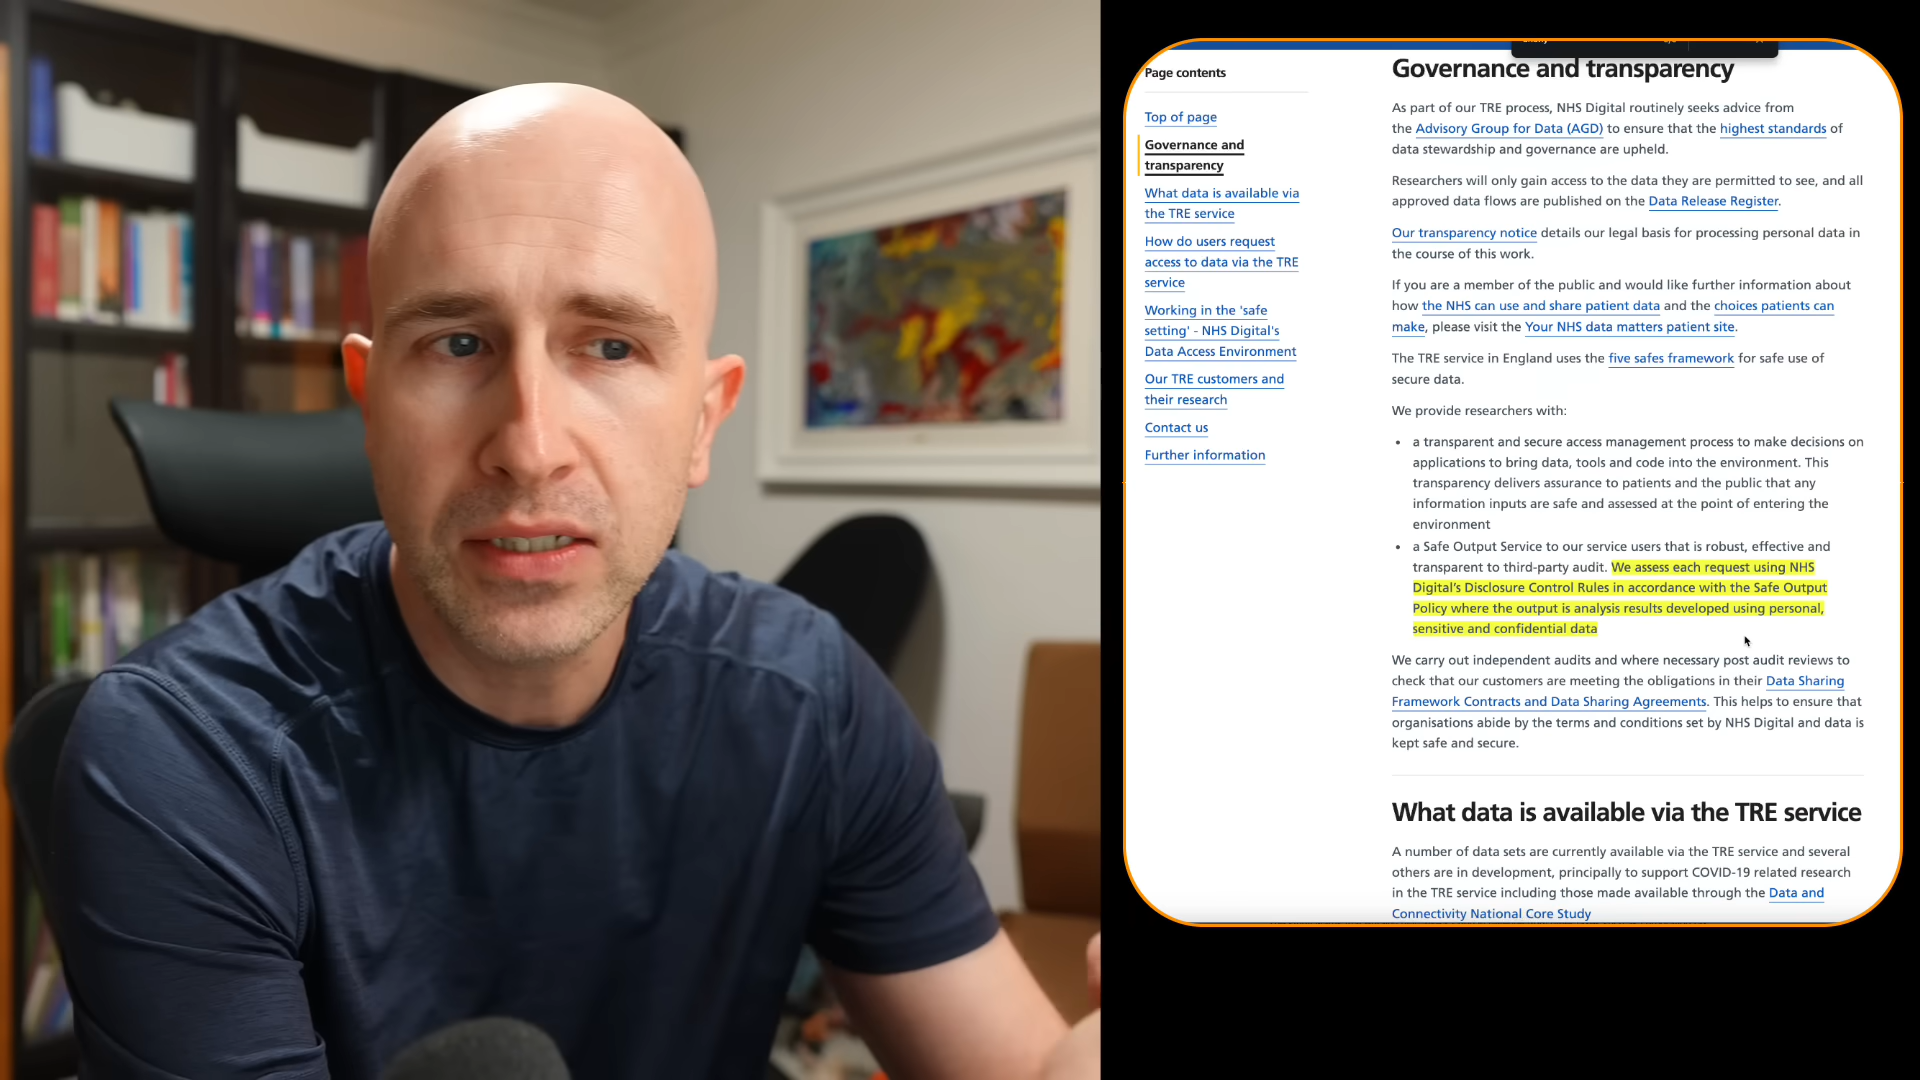 Page contents
Top of page
Governance and
transparency
What data is available via
the TRE service
How do users request
access to data via the TRE
service
Working in the 'safe
setting' - NHS Digital's
Data Access Environment
Our TRE customers and
their research
Contact us
Further information
Governance and transparency
As part of our TRE process, NHS Digital routinely seeks advice from
the Advisory Group for Data (AGD) to ensure that the highest standards of
data stewardship and governance are upheld.
Researchers will only gain access to the data they are permitted to see, and all
approved data flows are published on the Data Release Register.
Our transparency notice details our legal basis for processing personal data in
the course of this work.
If you are a member of the public and would like further information about
how the NHS can use and share patient data and the choices patients can
make, please visit the Your NHS data matters patient site.
The TRE service in England uses the five safes framework for safe use of
secure data.
We provide researchers with:
• a transparent and secure access management process to make decisions on
applications to bring data, tools and code into the environment. This
transparency delivers assurance to patients and the public that any
information inputs are safe and assessed at the point of entering the
environment
• a Safe Output Service to our service users that is robust, effective and
transparent to third-party audit. We assess each request using NHS
Digital's Disclosure Control Rules in accordance with the Safe Output
Policy where the output is analysis results developed using personal,
sensitive and confidential data
We carry out independent audits and where necessary post audit reviews to
check that our customers are meeting the obligations in their Data Sharing
Framework Contracts and Data Sharing Agreements. This helps to ensure that
organisations abide by the terms and conditions set by NHS Digital and data is
kept safe and secure.
What data is available via the TRE service
A number of data sets are currently available via the TRE service and several
others are in development, principally to support COVID-19 related research
in the TRE service including those made available through the Data and
Connectivity National Core Study